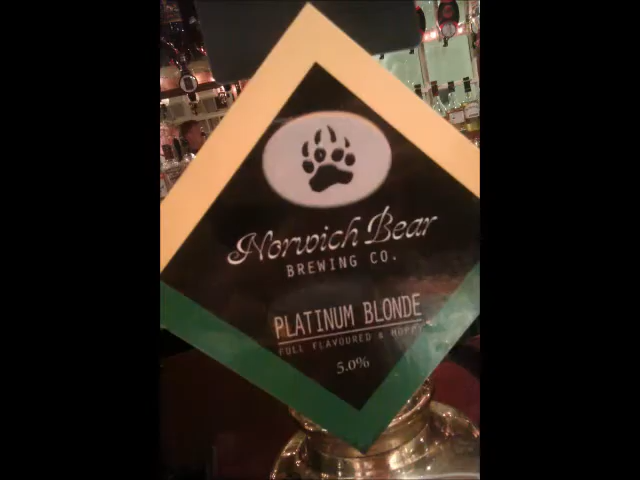 Norwich Bear
BREWING CO.
PLATINUM BLONDE
FULL FLAVOURED & HOPPY
5.0%